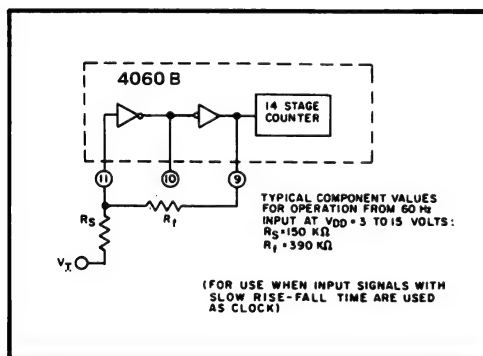 4060 B
14 STAGE
COUNTER
11
10
9
RS
Rf
VI
TYPICAL COMPONENT VALUES
FOR OPERATION FROM 60 Hz
INPUT AT VDD = 3 TO 15 VOLTS:
RS=150 KΩ
Rf = 390 KΩ
(FOR USE WHEN INPUT SIGNALS WITH
SLOW RISE-FALL TIME ARE USED
AS CLOCK)